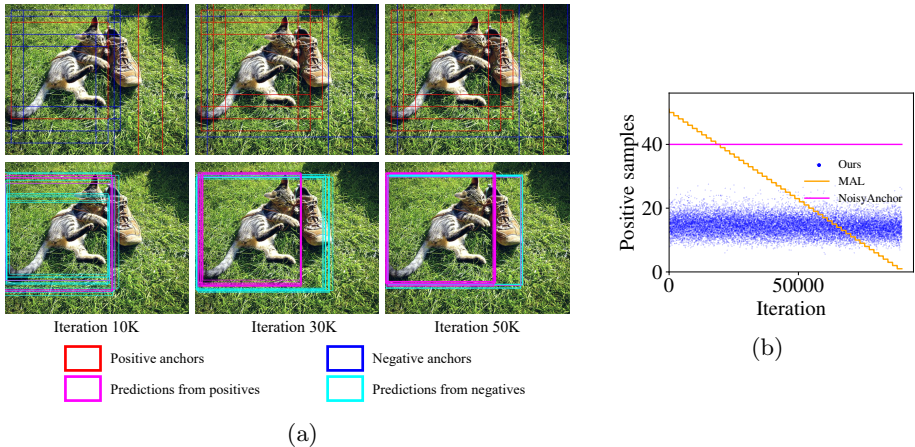 Iteration 10K
Iteration 30K
Iteration 50K
Positive anchors
Negative anchors
Predictions from positives
Predictions from negatives
(a)
Positive samples
40
20
0
0
50000
Iteration
Ours
MAL
NoisyAnchor
(b)